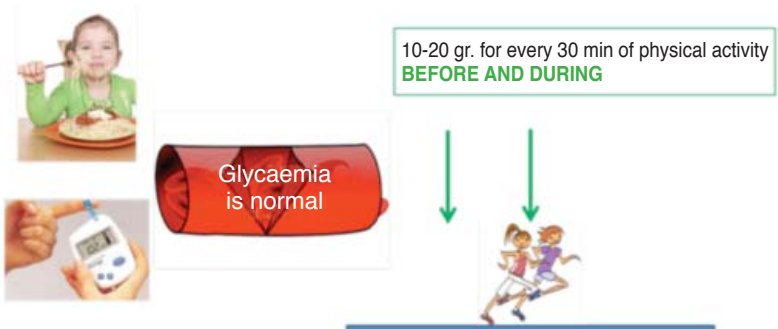 10-20 gr. for every 30 min of physical activity
BEFORE AND DURING
Glycaemia
is normal